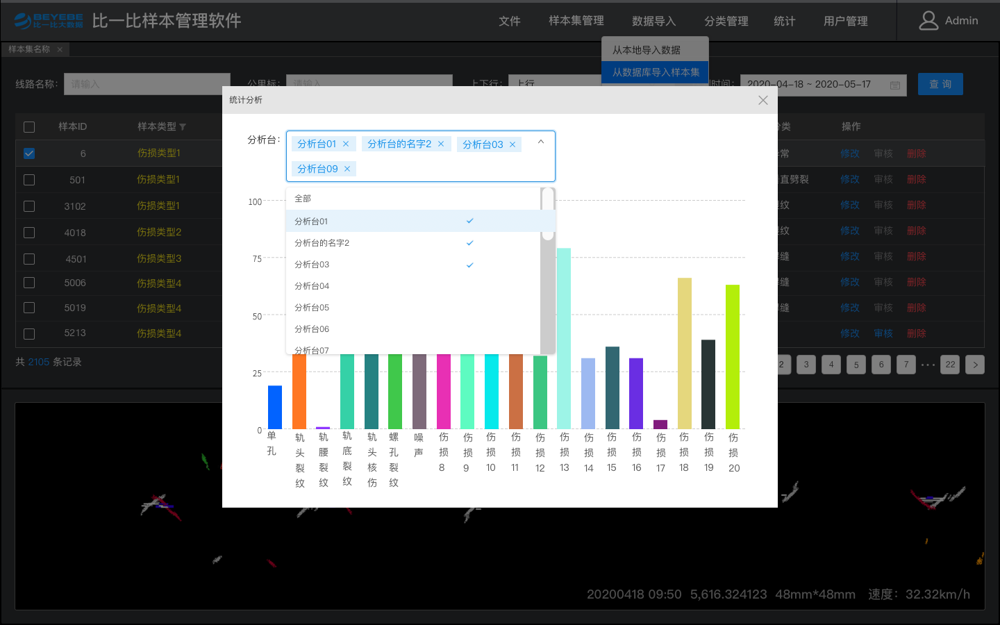 BEYEBE
比一比大数据
比一比样本管理软件
文件
样本集管理
数据导入
分类管理
统计
用户管理
Admin
样本集名称
从本地导入数据
从数据库导入样本集
线路名称：
请输入
公里标：
请输入
上下行：
上行
时间：
2020-04-18 ~ 2020-05-17
查 询
样本ID
样本类型
分类
操作
6
伤损类型1
常
修改 审核 删除
501
伤损类型1
直劈裂
修改 审核 删除
3102
伤损类型1
纹
修改 审核 删除
4018
伤损类型2
纹
修改 审核 删除
4501
伤损类型3
缝
修改 审核 删除
5006
伤损类型4
缝
修改 审核 删除
5019
伤损类型4
缝
修改 审核 删除
5213
伤损类型4
修改 审核 删除
共 2105 条记录
2 3 4 5 6 7 ••• 22 >
统计分析
分析台：
分析台01 ×
分析台的名字2 ×
分析台03 ×
分析台09 ×
全部
分析台01
分析台的名字2
分析台03
分析台04
分析台05
分析台06
分析台07
100
75
50
25
0
单孔
轨头裂纹
轨腰裂纹
轨底裂纹
轨头核伤
螺孔裂纹
噪声
伤损8
伤损9
伤损10
伤损11
伤损12
伤损13
伤损14
伤损15
伤损16
伤损17
伤损18
伤损19
伤损20
20200418 09:50 5,616.324123 48mm*48mm 速度：32.32km/h